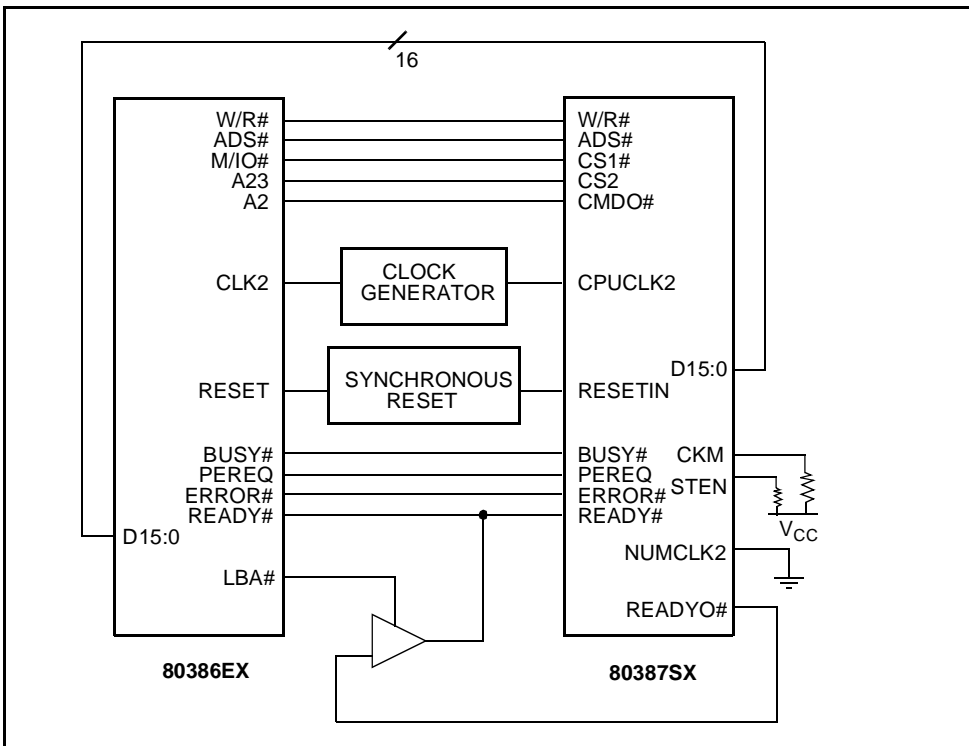 16
W/R#
ADS#
M/IO#
A23
A2
CLK2
RESET
BUSY#
PEREQ
ERROR#
READY#
D15:0
LBA#
80386EX
CLOCK
GENERATOR
SYNCHRONOUS
RESET
W/R#
ADS#
CS1#
CS2
CMDO#
CPUCLK2
D15:0
RESETIN
BUSY#
PEREQ
ERROR#
READY#
CKM
STEN
VCC
NUMCLK2
READYO#
80387SX